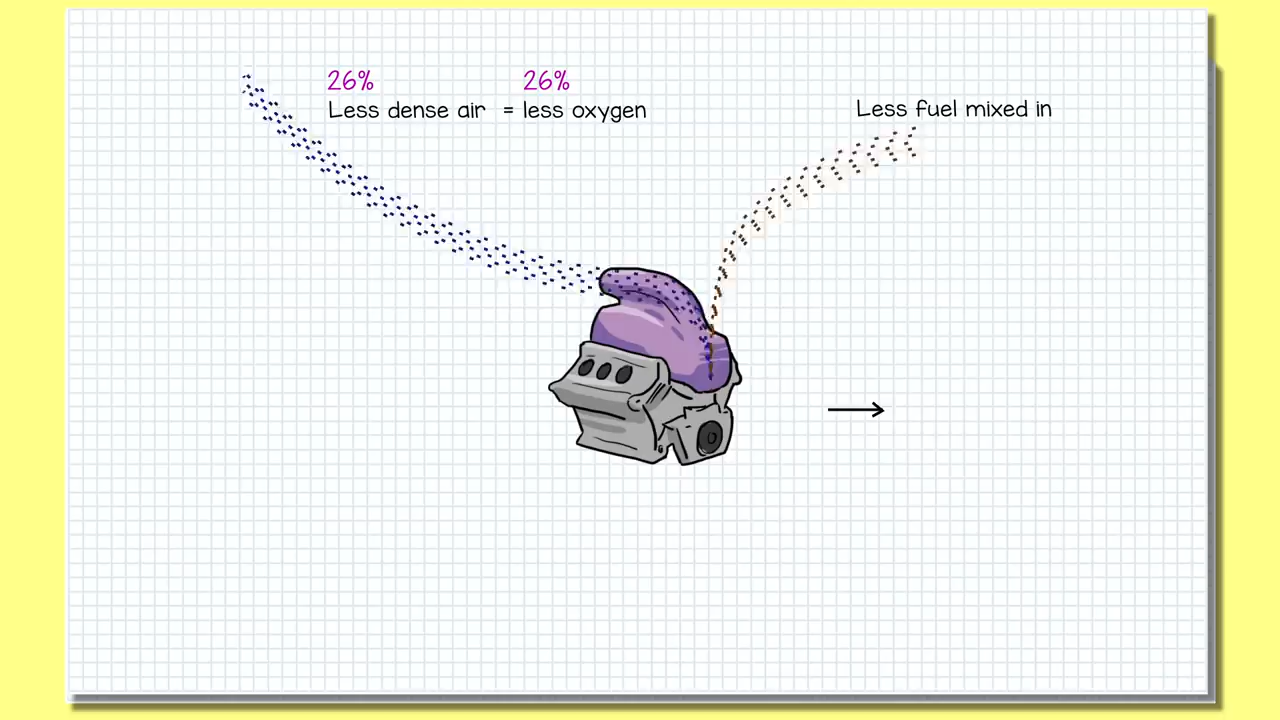 26% 26%
Less dense air = less oxygen
Less fuel mixed in